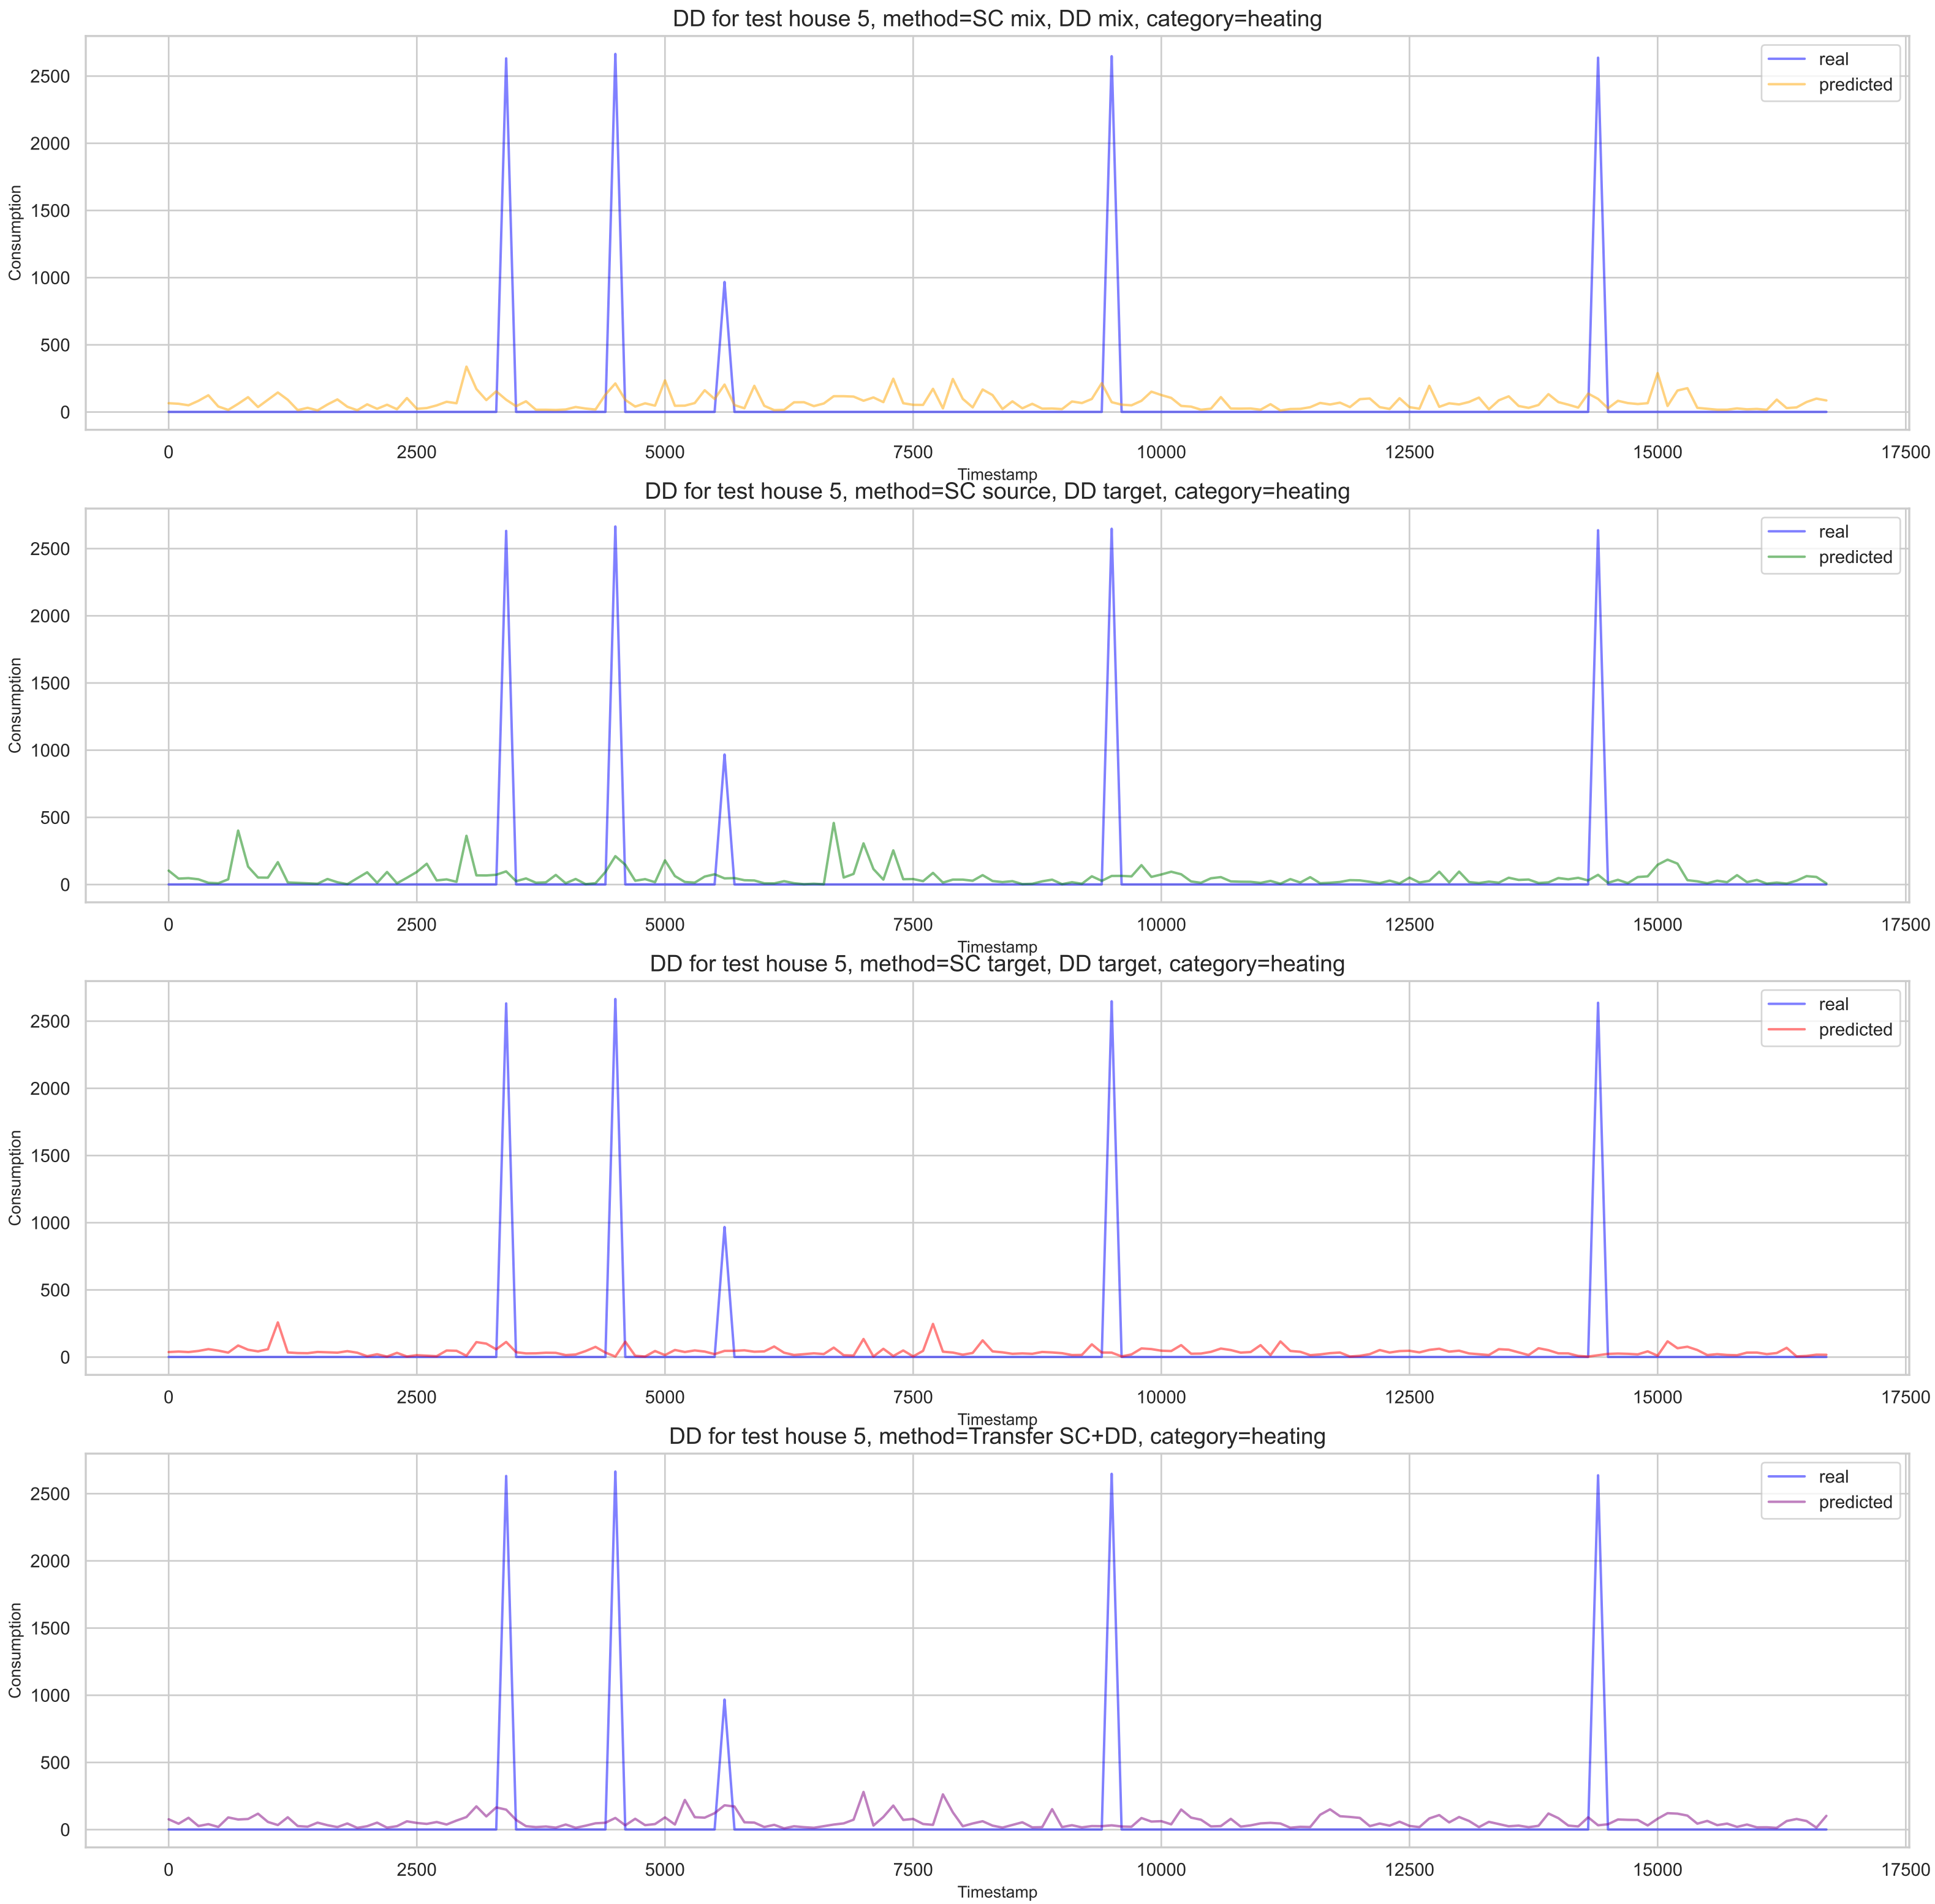 DD for test house 5, method=SC mix, DD mix, category=heating
real
predicted
2500
2000
1500
1000
500
0
Consumption
0 2500 5000 7500 10000 12500 15000 17500
Timestamp
DD for test house 5, method=SC source, DD target, category=heating
real
predicted
2500
2000
1500
1000
500
0
Consumption
0 2500 5000 7500 10000 12500 15000 17500
Timestamp
DD for test house 5, method=SC target, DD target, category=heating
real
predicted
2500
2000
1500
1000
500
0
Consumption
0 2500 5000 7500 10000 12500 15000 17500
Timestamp
DD for test house 5, method=Transfer SC+DD, category=heating
real
predicted
2500
2000
1500
1000
500
0
Consumption
0 2500 5000 7500 10000 12500 15000 17500
Timestamp